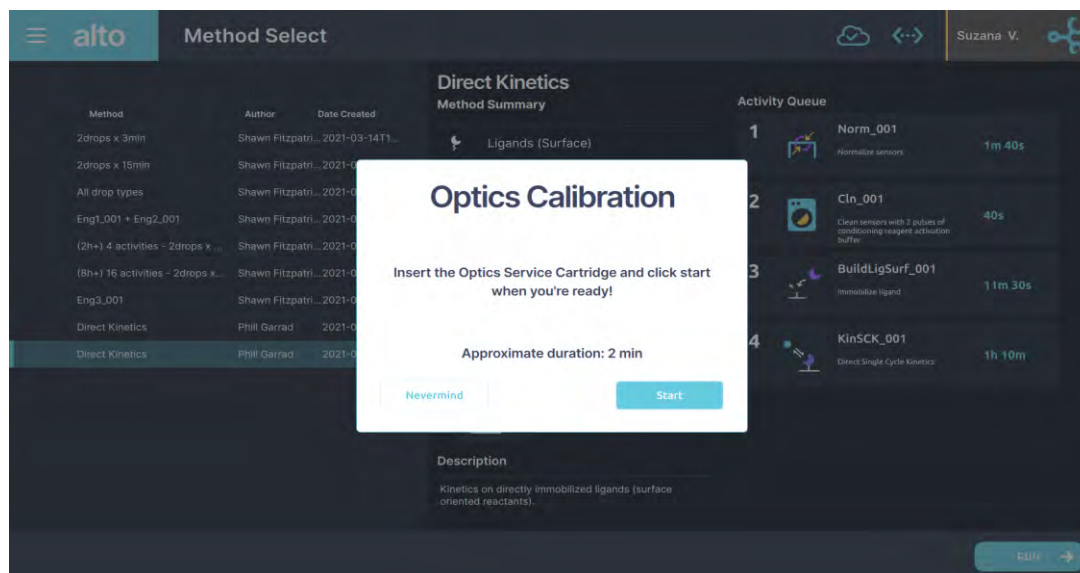 alto
Method Select
Suzana V.
Method Author Date Created
2drops x 3min Shawn Fitzpatri... 2021-03-14T1...
2drops x 15min Shawn Fitzpatri... 2021-0
All drop types Shawn Fitzpatri... 2021-0
Eng1_001 + Eng2_001 Shawn Fitzpatri... 2021-0
(2h+) 4 activities - 2drops x ... Shawn Fitzpatri... 2021-0
(8h+) 16 activities - 2drops x... Shawn Fitzpatri... 2021-0
Eng3_001 Shawn Fitzpatri... 2021-0
Direct Kinetics Phill Garrad 2021-0
Direct Kinetics Phill Garrad 2021-0
Direct Kinetics
Method Summary
Ligands (Surface)
Optics Calibration
Insert the Optics Service Cartridge and click start
when you're ready!
Approximate duration: 2 min
Nevermind
Start
Description
Kinetics on directly immobilized ligands (surface
oriented reactants).
Activity Queue
1 Norm_001
Normalize sensors
1m 40s
2 Cln_001
Clean sensors with 2 pulses of
conditioning reagent activation
buffer
40s
3 BuildLigSurf_001
Immobilize ligand
11m 30s
4 KinSCK_001
Direct Single Cycle Kinetics
1h 10m
RUN